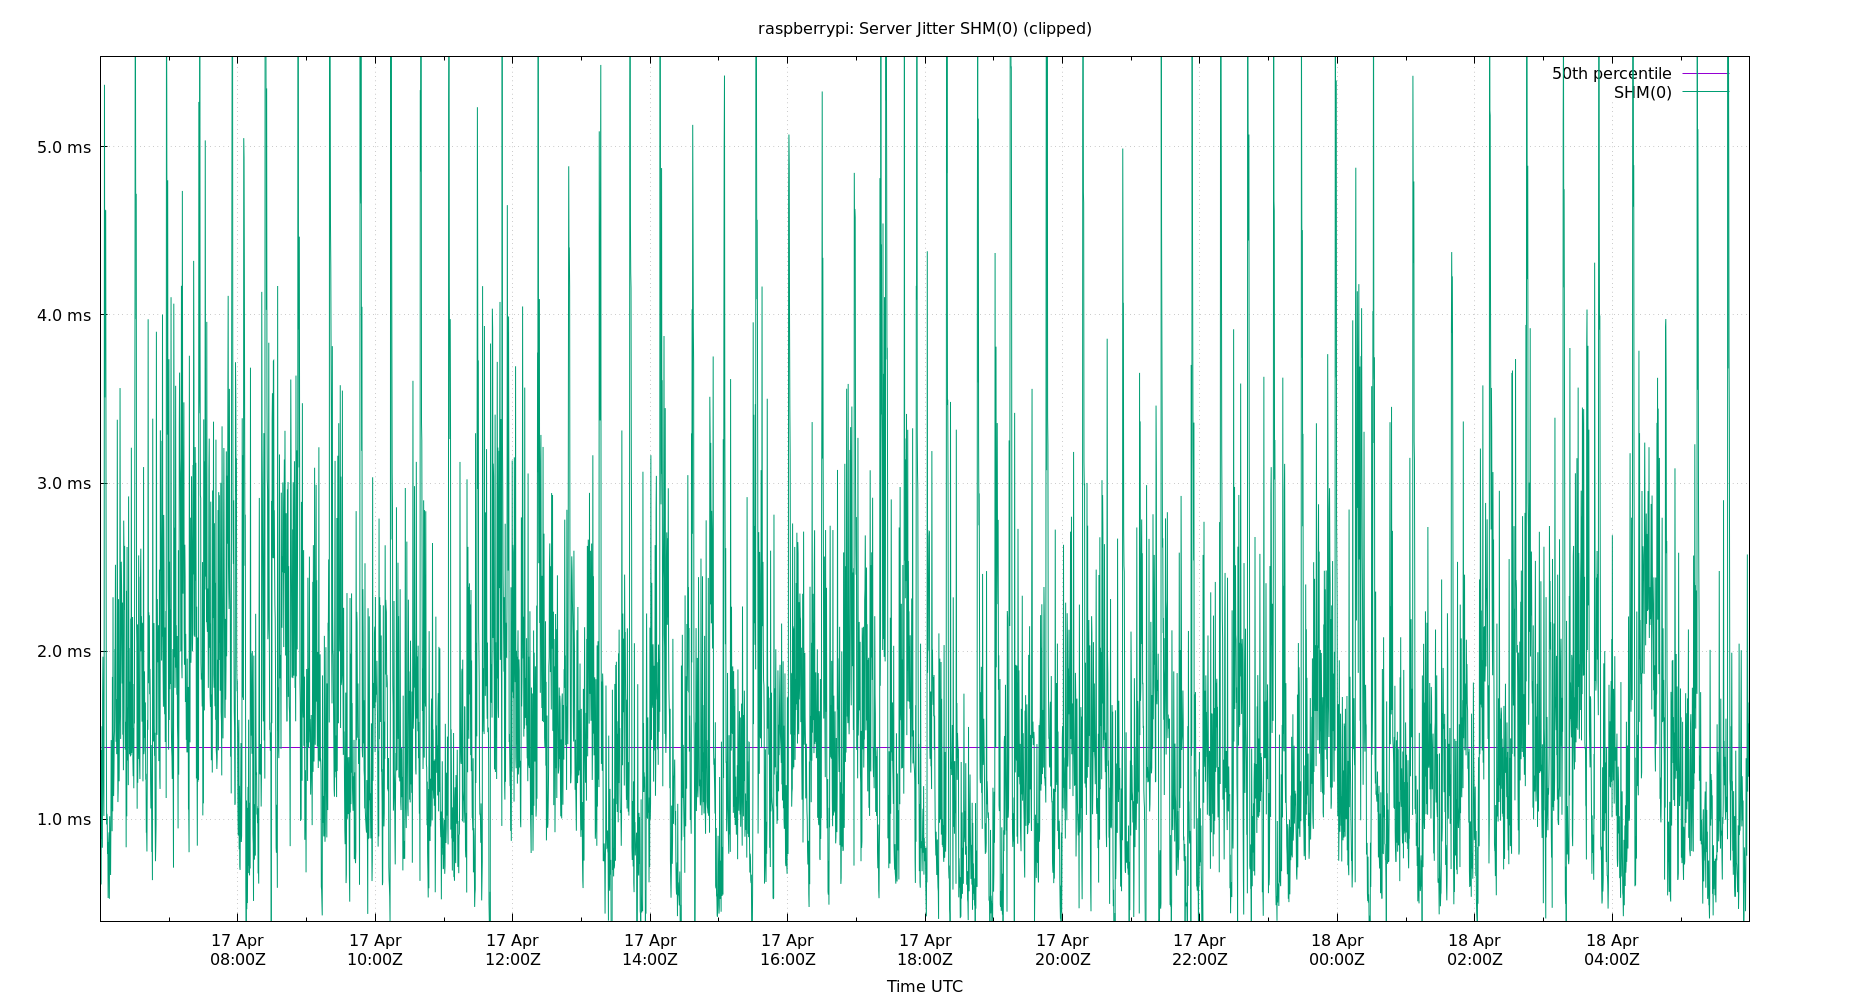 raspberrypi: Server Jitter SHM(0) (clipped)
50th percentile
SHM(0)
5.0 ms
4.0 ms
3.0 ms
2.0 ms
1.0 ms
17 Apr 17 Apr 17 Apr 17 Apr 17 Apr 17 Apr 17 Apr 17 Apr 18 Apr 18 Apr 18 Apr
08:00Z 10:00Z 12:00Z 14:00Z 16:00Z 18:00Z 20:00Z 22:00Z 00:00Z 02:00Z 04:00Z
Time UTC